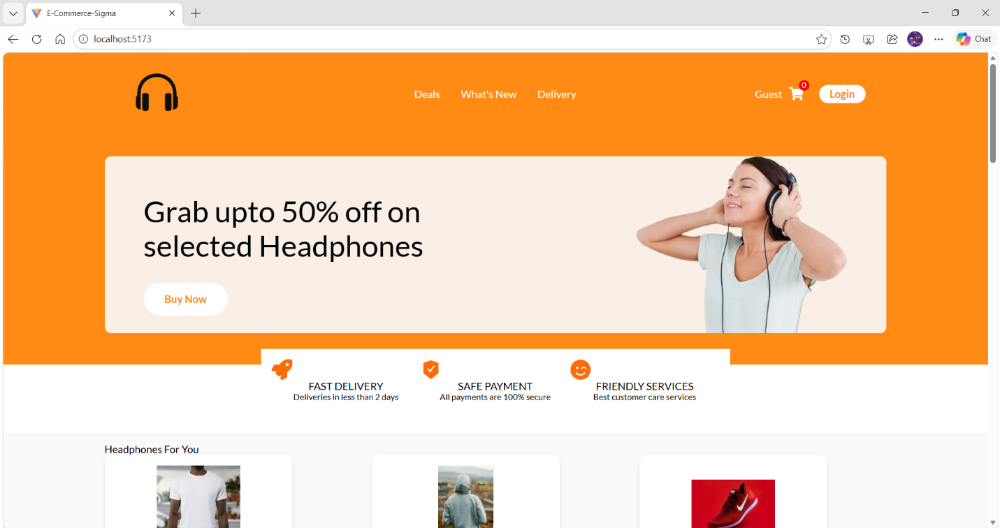 E-Commerce-Sigma
localhost:5173
Chat
Deals What's New Delivery Guest 0 Login
Grab upto 50% off on
selected Headphones
Buy Now
FAST DELIVERY
Deliveries in less than 2 days
SAFE PAYMENT
All payments are 100% secure
FRIENDLY SERVICES
Best customer care services
Headphones For You